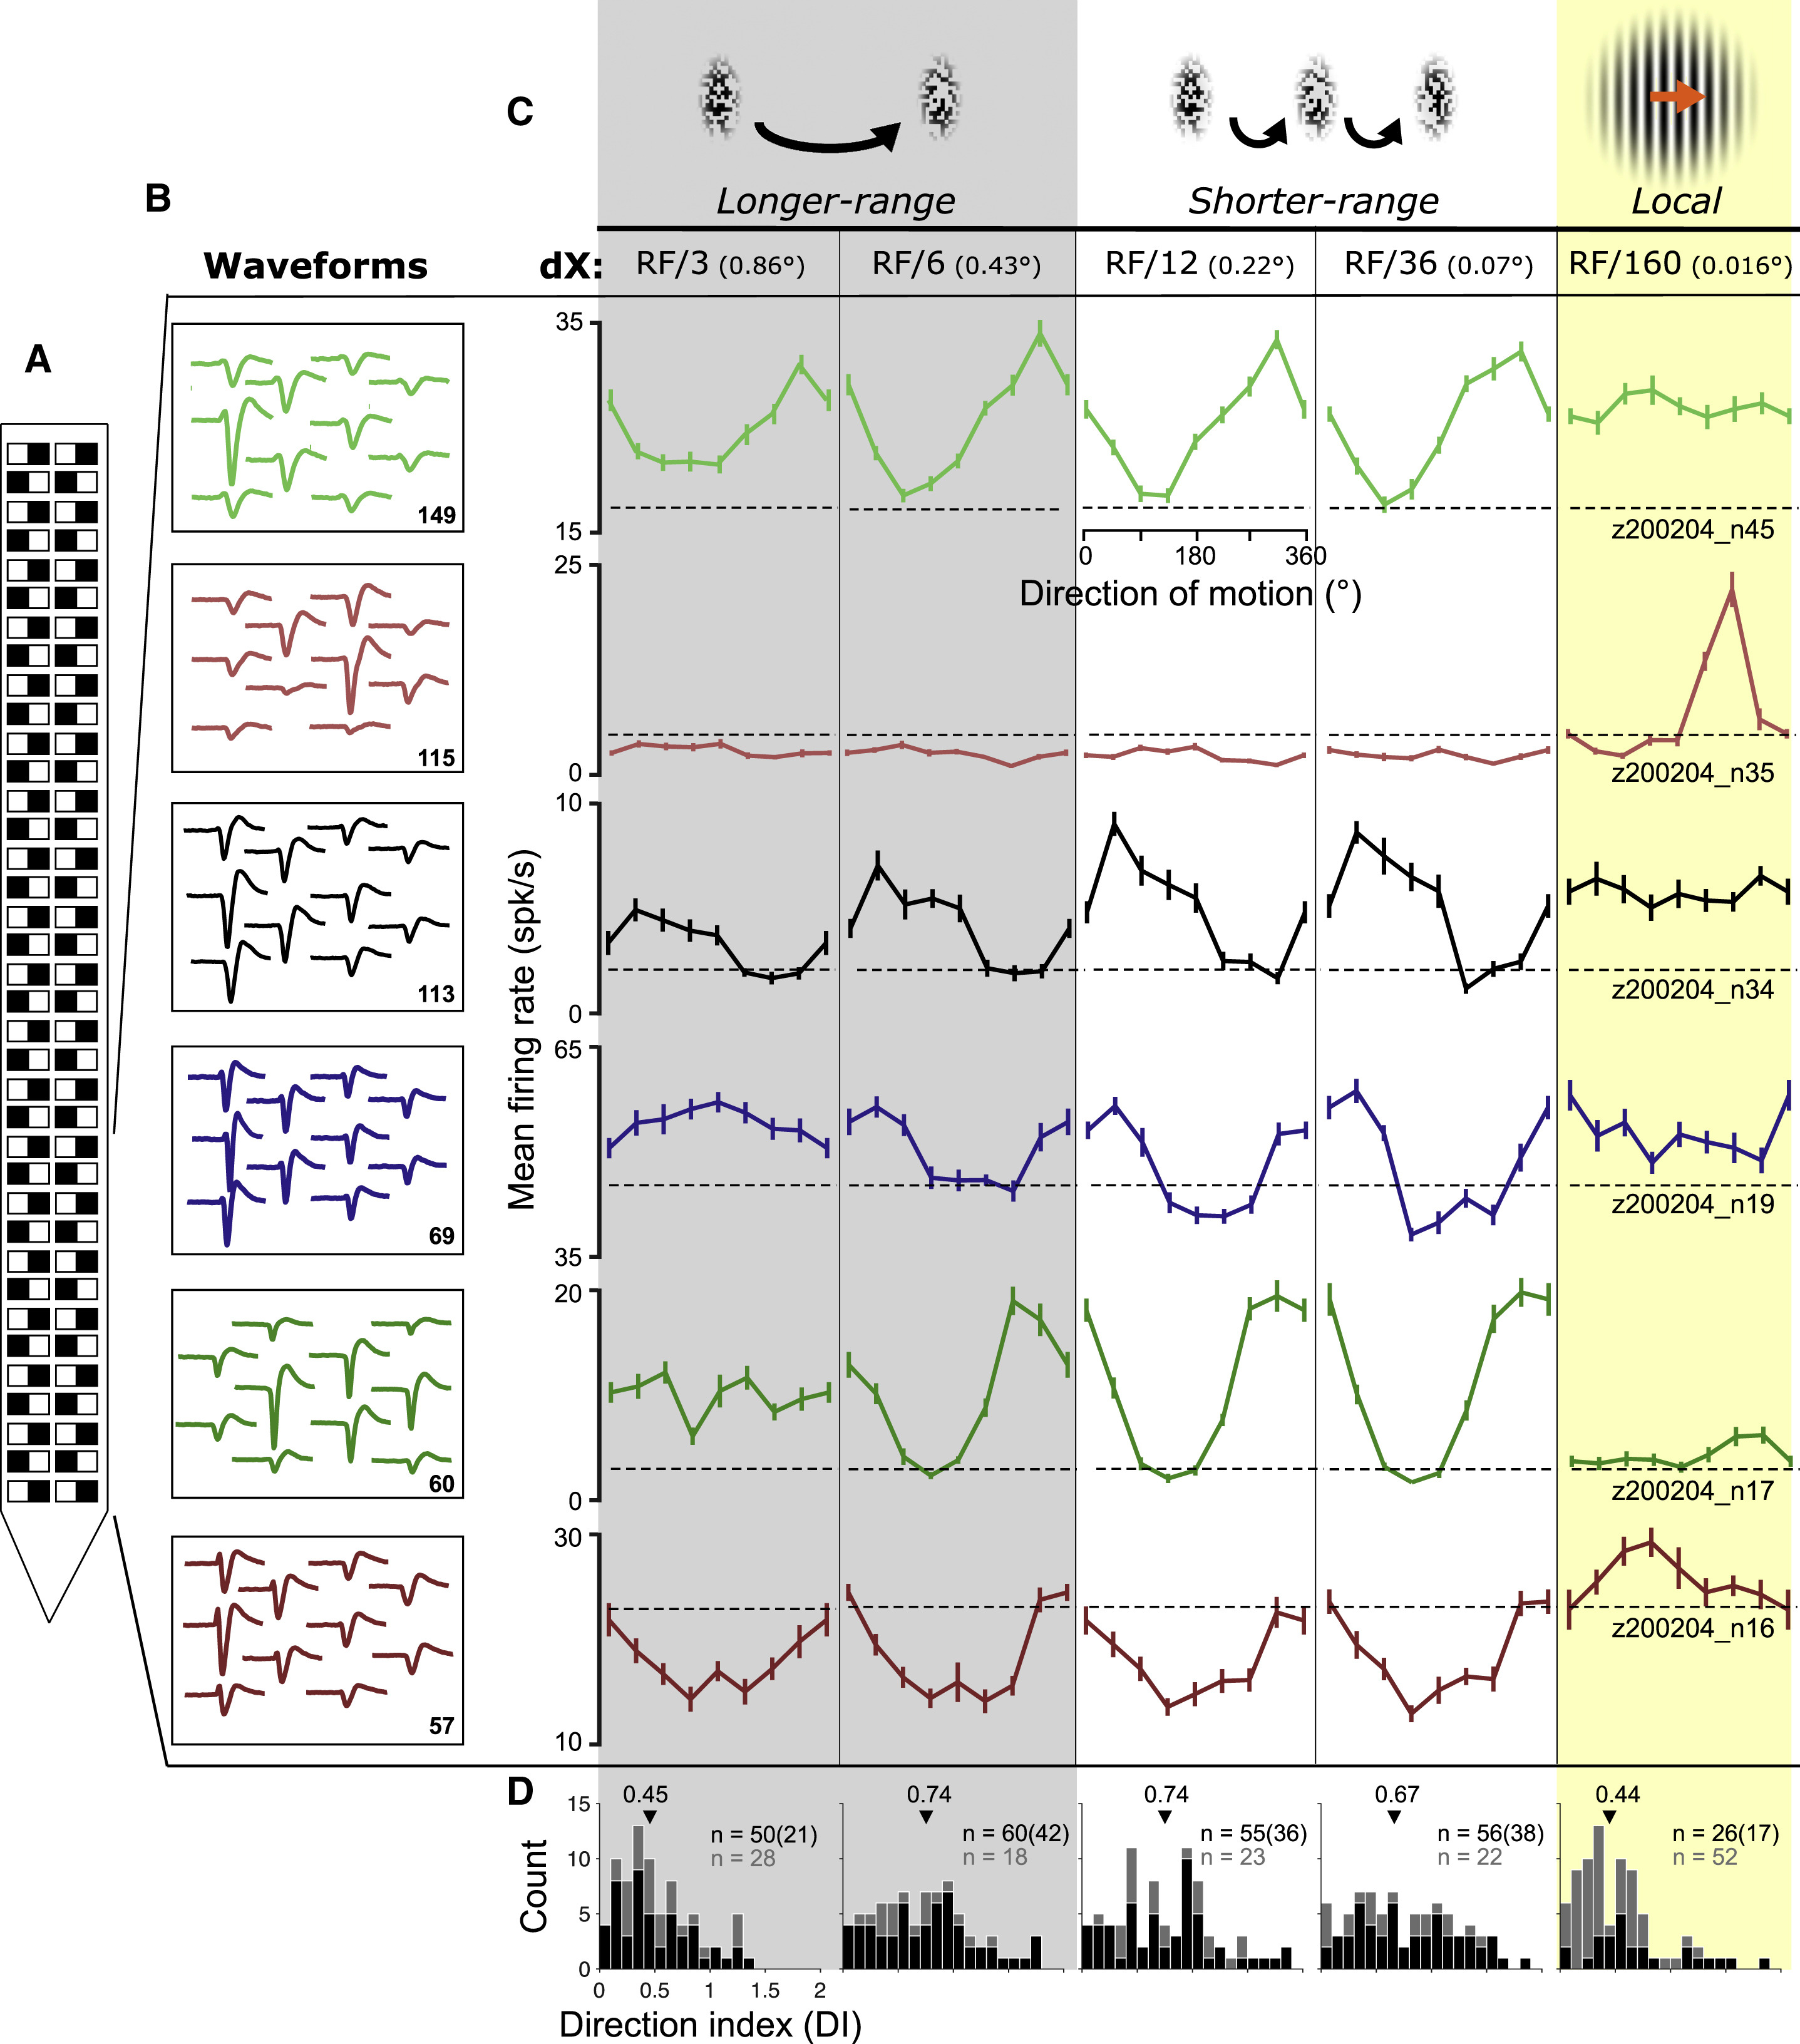 C
Longer-range
Shorter-range
Local
B
Waveforms
dX:
RF/3 (0.86°)
RF/6 (0.43°)
RF/12 (0.22°)
RF/36 (0.07°)
RF/160 (0.016°)
A
35
15
149
z200204_n45
0 180 360
Direction of motion (°)
25
0
115
z200204_n35
10
0
113
z200204_n34
Mean firing rate (spk/s)
65
35
69
z200204_n19
20
0
60
z200204_n17
30
10
57
z200204_n16
D
0.45
0.74
0.74
0.67
0.44
15
10
5
0
Count
n = 50(21)
n = 28
n = 60(42)
n = 18
n = 55(36)
n = 23
n = 56(38)
n = 22
n = 26(17)
n = 52
0 0.5 1 1.5 2
Direction index (DI)